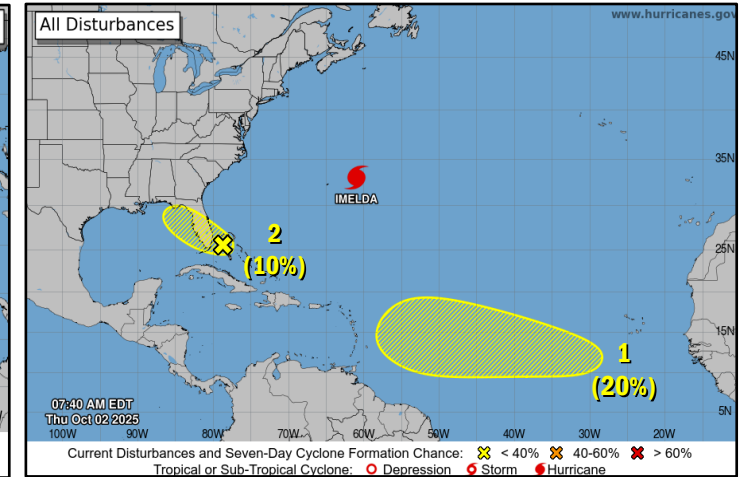 All Disturbances
www.hurricanes.gov
45N
35N
IMELDA
2
(10%)
25N
15N
1
(20%)
07:40 AM EDT
Thu Oct 02 2025
5N
100W 90W 80W 70W 60W 50W 40W 30W 20W 10W
Current Disturbances and Seven-Day Cyclone Formation Chance: < 40% 40-60% > 60%
Tropical or Sub-Tropical Cyclone: Depression Storm Hurricane